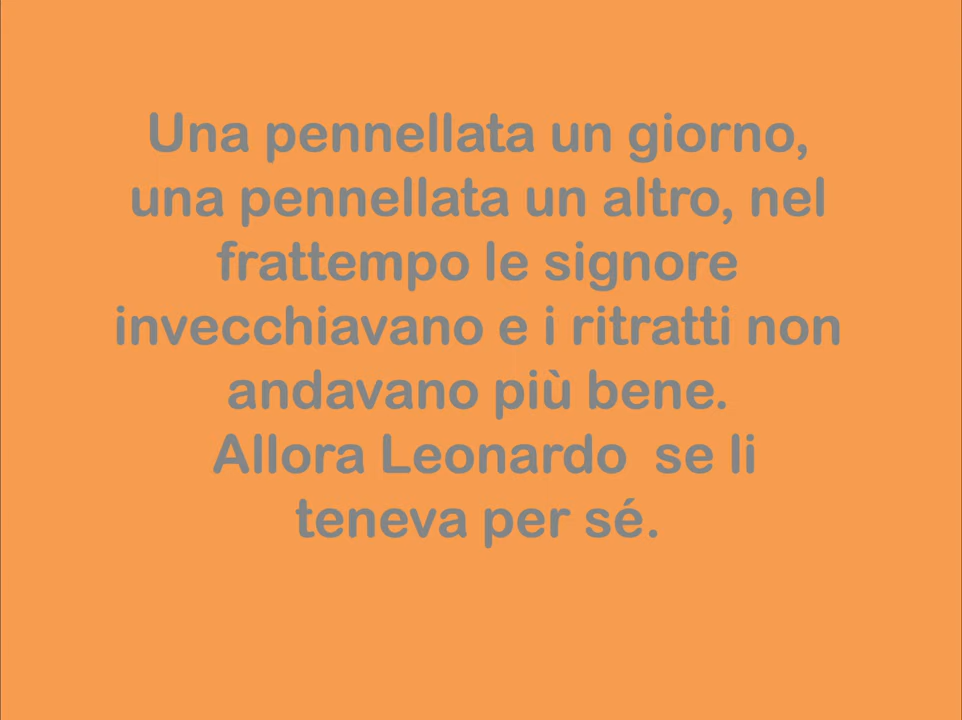 Una pennellata un giorno,
una pennellata un altro, nel
frattempo le signore
invecchiavano e i ritratti non
andavano più bene.
Allora Leonardo  se li
teneva per sé.